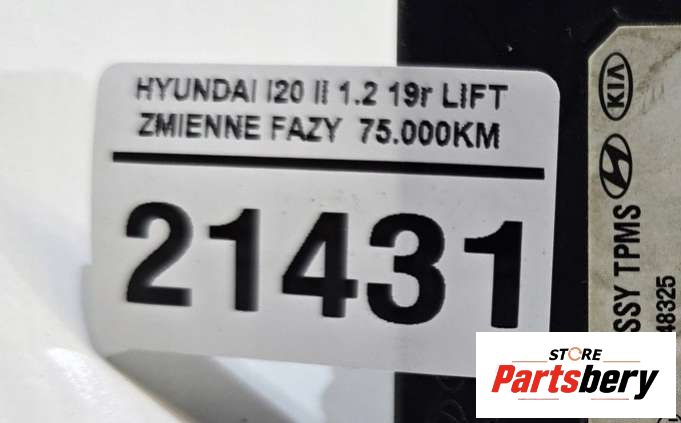 HYUNDAI I20 II 1.2 19r LIFT
ZMIENNE FAZY 75.000KM
21431
KIA
SSY TPMS
48325
STORE
Partsbery